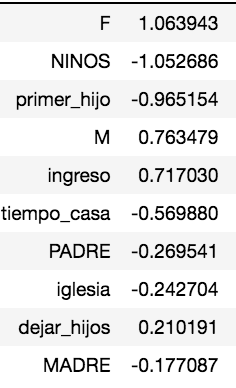 F 1.063943
NINOS -1.052686
primer_hijo -0.965154
M 0.763479
ingreso 0.717030
tiempo_casa -0.569880
PADRE -0.269541
iglesia -0.242704
dejar_hijos 0.210191
MADRE -0.177087